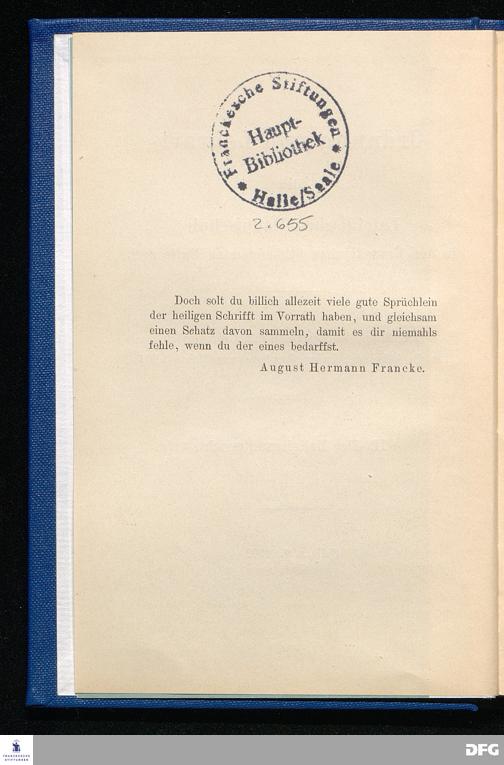 Franckesche Stiftungen
Haupt-
Bibliothek
* Halle/Saale *
2.655
Doch solt du billich allezeit viele gute Sprüchlein
der heiligen Schrifft im Vorrath haben, und gleichsam
einen Schatz davon sammeln, damit es dir niemahls
fehle, wenn du der eines bedarffst.
August Hermann Francke.
FRANCKESCHE
STIFTUNGEN
DFG